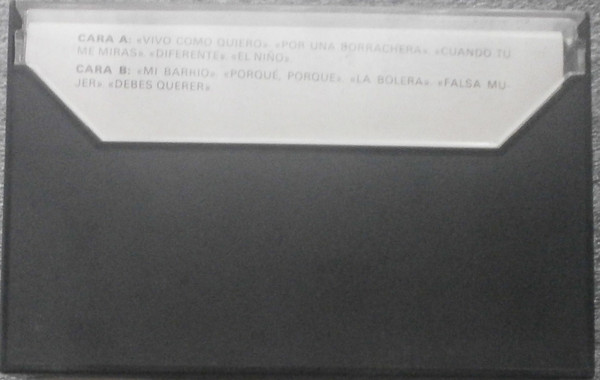 CARA A: «VIVO COMO QUIERO». «POR UNA BORRACHERA». «CUANDO TU
ME MIRAS». «DIFERENTE». «EL NIÑO».
CARA B: «MI BARRIO». «PORQUÉ, PORQUE». «LA BOLERA». «FALSA MU-
JER». «DEBES QUERER»